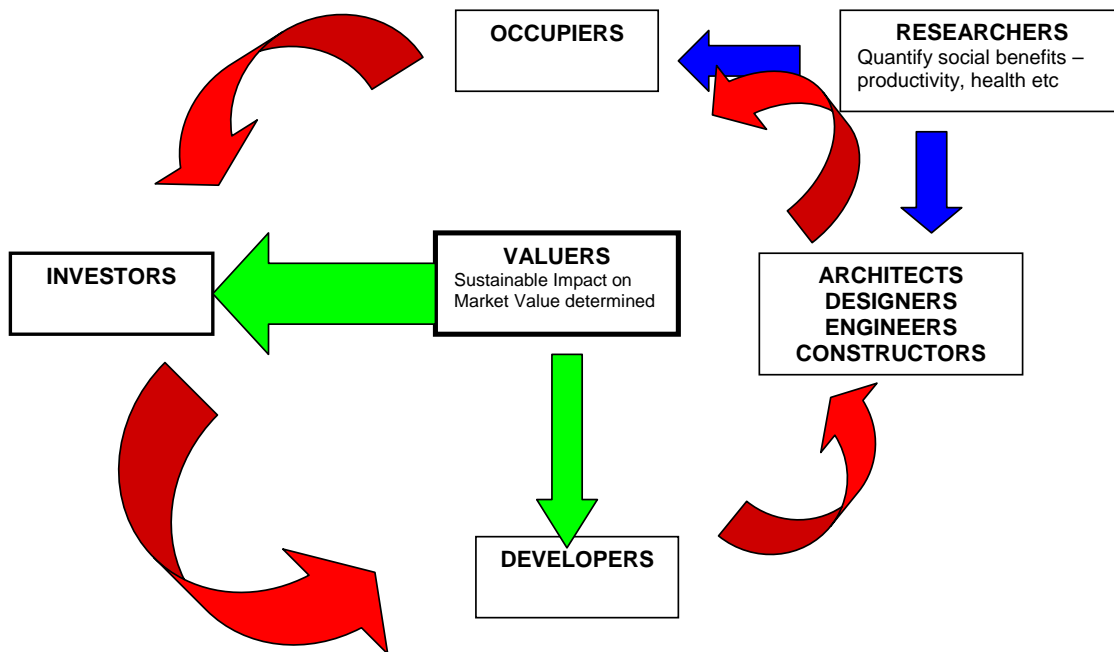 OCCUPIERS
RESEARCHERS
Quantify social benefits –
productivity, health etc
INVESTORS
VALUERS
Sustainable Impact on
Market Value determined
ARCHITECTS
DESIGNERS
ENGINEERS
CONSTRUCTORS
DEVELOPERS